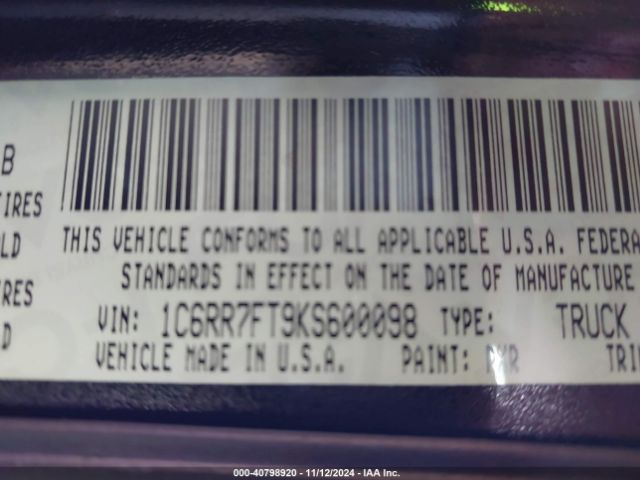 B
TIRES
LD
RES
D
THIS VEHICLE CONFORMS TO ALL APPLICABLE U.S.A. FEDERA
STANDARDS IN EFFECT ON THE DATE OF MANUFACTURE
VIN: 1C6RR7FT9KS600098 TYPE: TRUCK
VEHICLE MADE IN U.S.A. PAINT: TRI
000-40798920 - 11/12/2024 - IAA Inc.